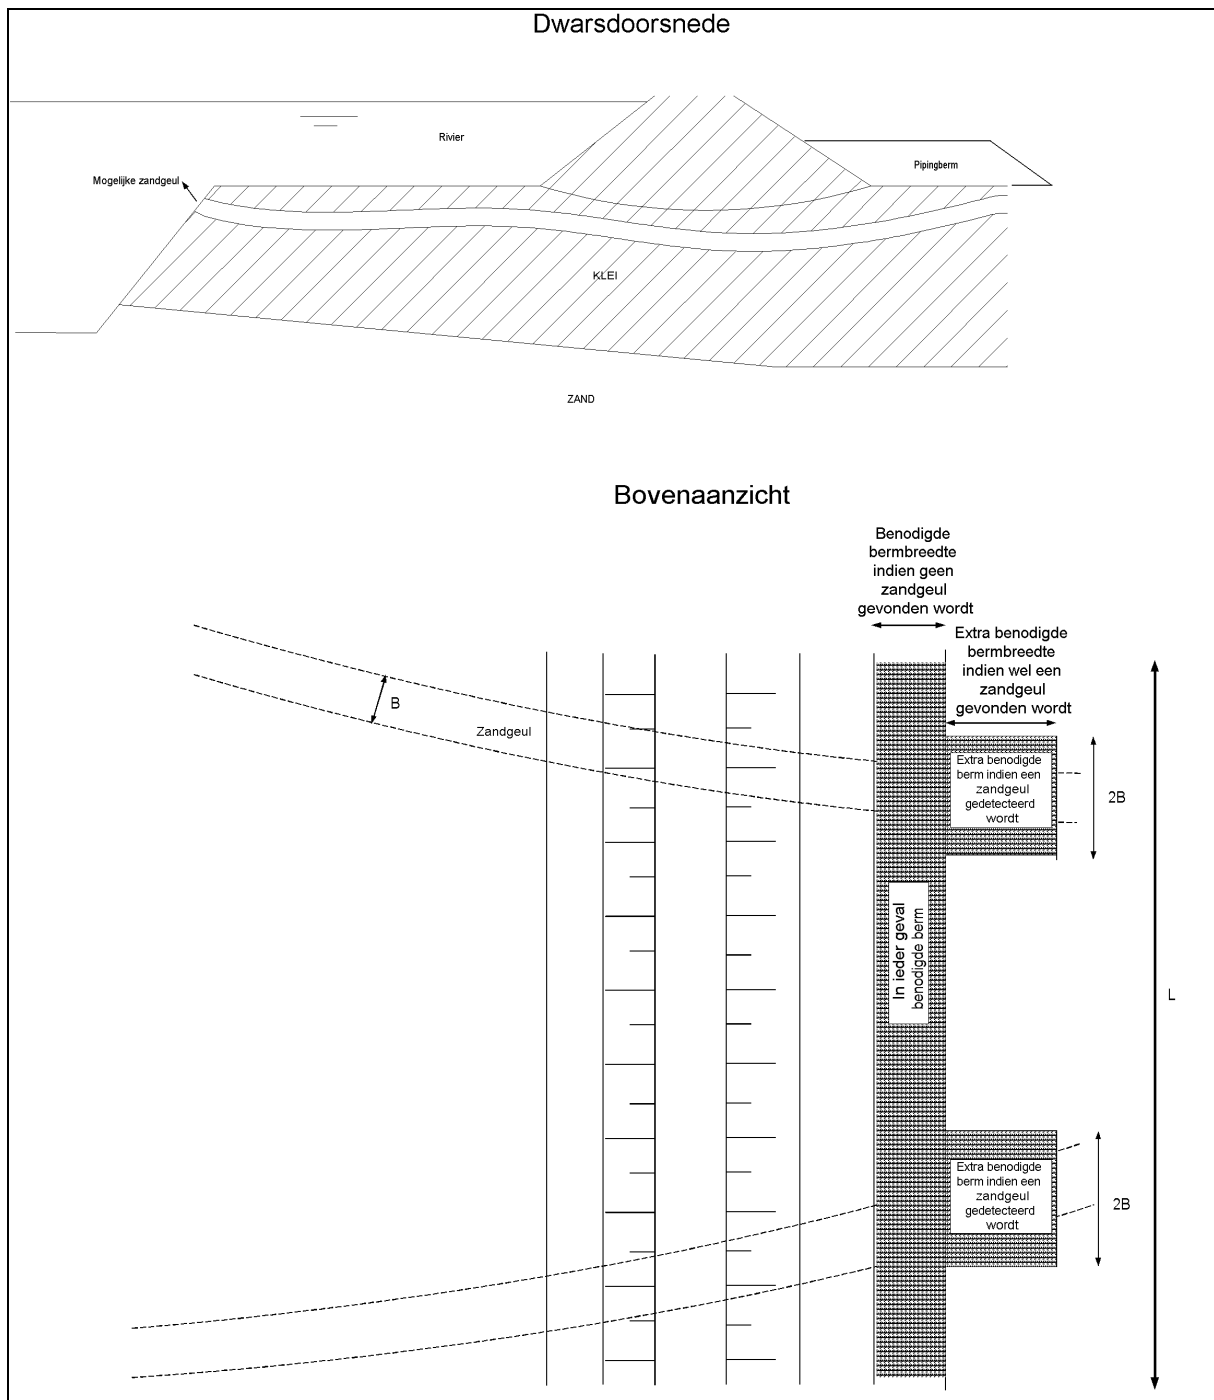 Dwarsdoorsnede
Rivier
Pipingberm
Mogelijke zandgeul
KLEI
ZAND
Bovenaanzicht
Benodigde
bermbreedte
indien geen
zandgeul
gevonden wordt
Extra benodigde
bermbreedte
indien wel een
zandgeul
gevonden wordt
B
Zandgeul
Extra benodigde
berm indien een
zandgeul
gedetecteerd
wordt
2B
In ieder geval
benodigde berm
L
Extra benodigde
berm indien een
zandgeul
gedetecteerd
wordt
2B